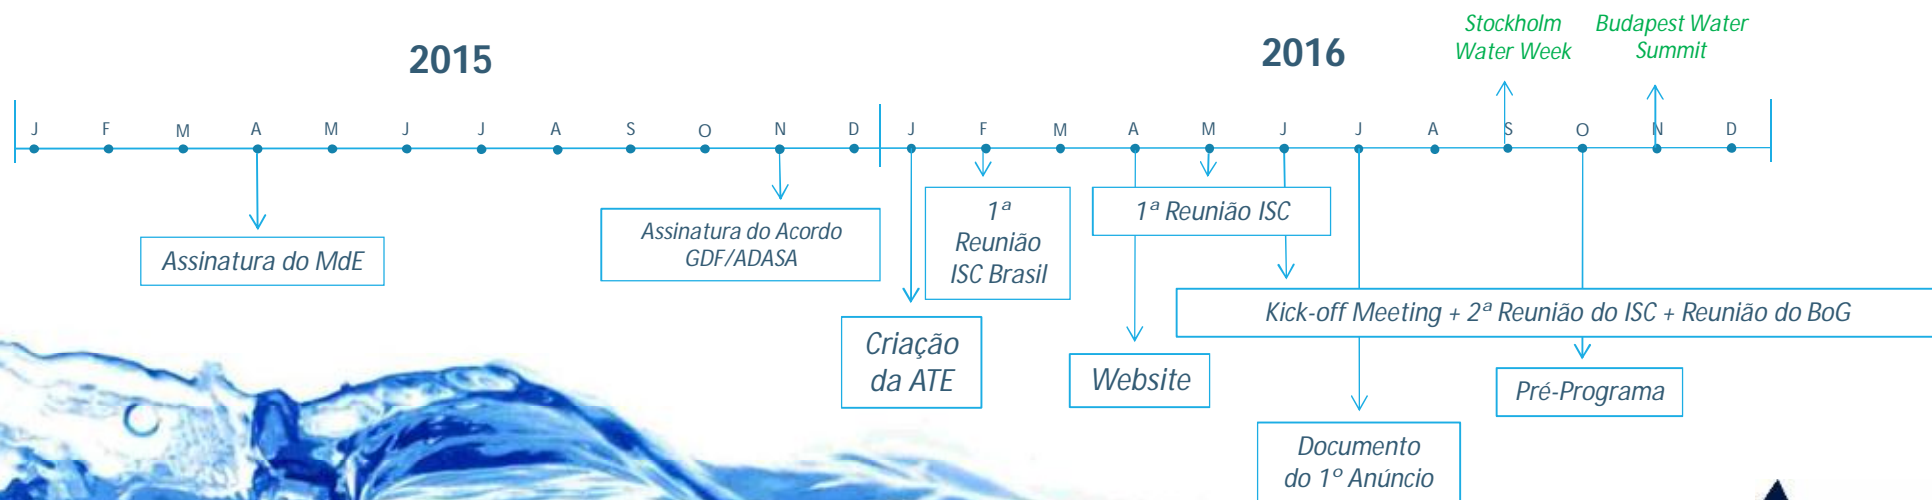 Stockholm
Water Week
Budapest Water
Summit
2015
2016
J F M A M J J A S O N D J F M A M J J A S O N D
Assinatura do MdE
Assinatura do Acordo
GDF/ADASA
1ª
Reunião
ISC Brasil
1ª Reunião ISC
Kick-off Meeting + 2ª Reunião do ISC + Reunião do BoG
Criação
da ATE
Website
Pré-Programa
Documento
do 1º Anúncio